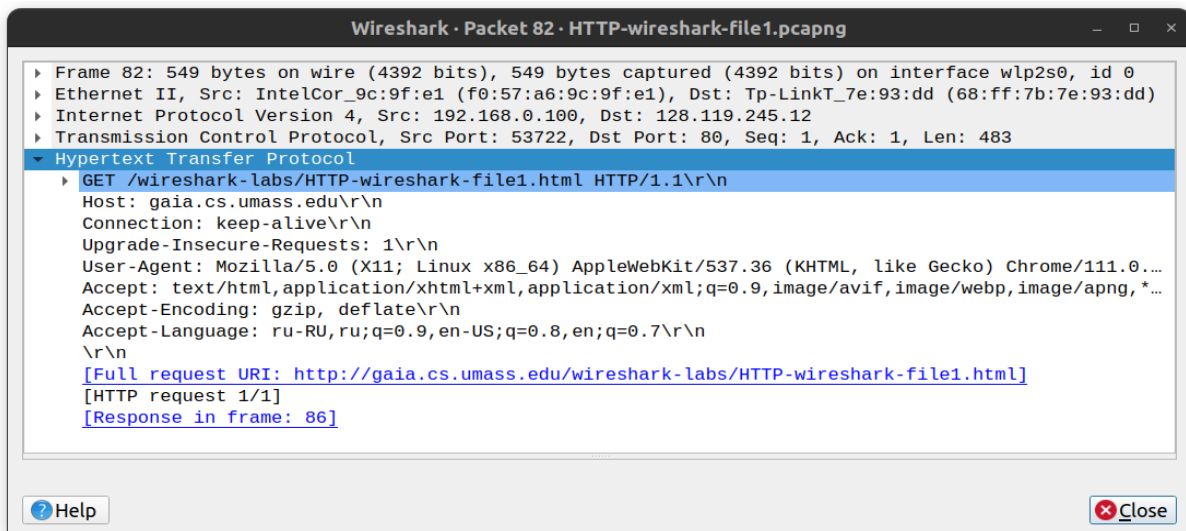 Wireshark · Packet 82 · HTTP-wireshark-file1.pcapng
Frame 82: 549 bytes on wire (4392 bits), 549 bytes captured (4392 bits) on interface wlp2s0, id 0
Ethernet II, Src: IntelCor_9c:9f:e1 (f0:57:a6:9c:9f:e1), Dst: Tp-LinkT_7e:93:dd (68:ff:7b:7e:93:dd)
Internet Protocol Version 4, Src: 192.168.0.100, Dst: 128.119.245.12
Transmission Control Protocol, Src Port: 53722, Dst Port: 80, Seq: 1, Ack: 1, Len: 483
Hypertext Transfer Protocol
GET /wireshark-labs/HTTP-wireshark-file1.html HTTP/1.1\r\n
Host: gaia.cs.umass.edu\r\n
Connection: keep-alive\r\n
Upgrade-Insecure-Requests: 1\r\n
User-Agent: Mozilla/5.0 (X11; Linux x86_64) AppleWebKit/537.36 (KHTML, like Gecko) Chrome/111.0.…
Accept: text/html,application/xhtml+xml,application/xml;q=0.9,image/avif,image/webp,image/apng,*…
Accept-Encoding: gzip, deflate\r\n
Accept-Language: ru-RU,ru;q=0.9,en-US;q=0.8,en;q=0.7\r\n
\r\n
[Full request URI: http://gaia.cs.umass.edu/wireshark-labs/HTTP-wireshark-file1.html]
[HTTP request 1/1]
[Response in frame: 86]
Help
Close